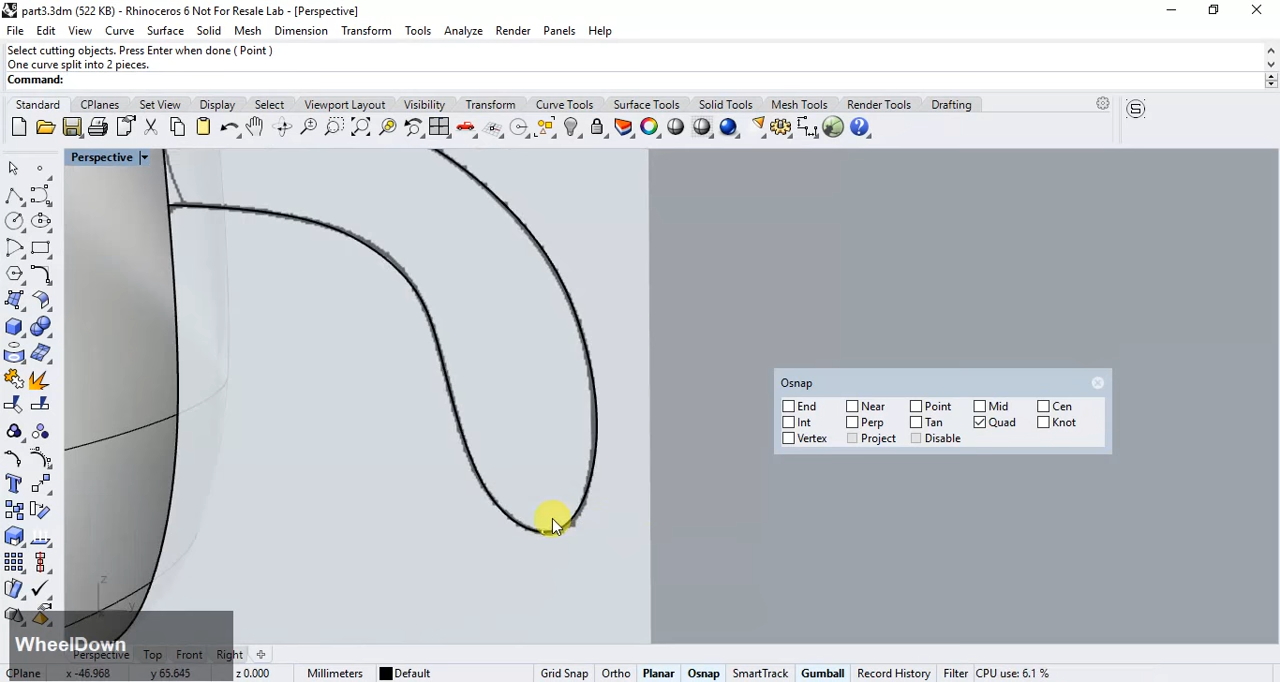 part3.3dm (522 KB) - Rhinoceros 6 Not For Resale Lab - [Perspective]
File Edit View Curve Surface Solid Mesh Dimension Transform Tools Analyze Render Panels Help
Select cutting objects. Press Enter when done ( Point )
One curve split into 2 pieces.
Command:
Standard CPlanes Set View Display Select Viewport Layout Visibility Transform Curve Tools Surface Tools Solid Tools Mesh Tools Render Tools Drafting
Perspective
Osnap
End Near Point Mid Cen
Int Perp Tan Quad Knot
Vertex Project Disable
z
y
WheelDown
Perspective Top Front Right
CPlane x -46.968 y 65.645 z 0.000 Millimeters Default Grid Snap Ortho Planar Osnap SmartTrack Gumball Record History Filter CPU use: 6.1 %